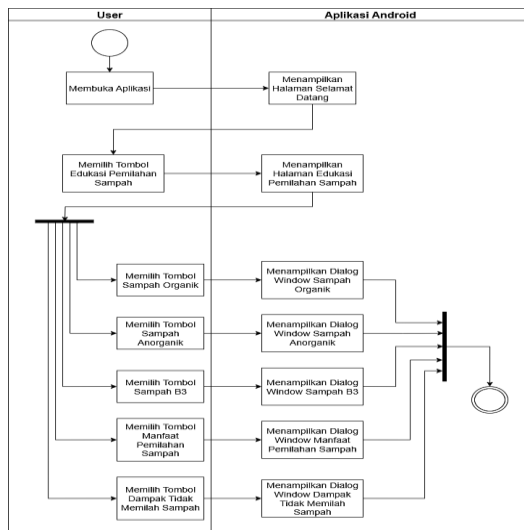 User
Aplikasi Android
Membuka Aplikasi
Menampilkan
Halaman Selamat
Datang
Memilih Tombol
Edukasi Pemilahan
Sampah
Menampilkan
Halaman Edukasi
Pemilahan Sampah
Memilih Tombol
Sampah Organik
Menampilkan Dialog
Window Sampah
Organik
Memilih Tombol
Sampah
Anorganik
Menampilkan Dialog
Window Sampah
Anorganik
Memilih Tombol
Sampah B3
Menampilkan Dialog
Window Sampah B3
Memilih Tombol
Manfaat
Pemilahan
Sampah
Menampilkan Dialog
Window Manfaat
Pemilahan Sampah
Memilih Tombol
Dampak Tidak
Memilah Sampah
Menampilkan Dialog
Window Dampak
Tidak Memilah
Sampah